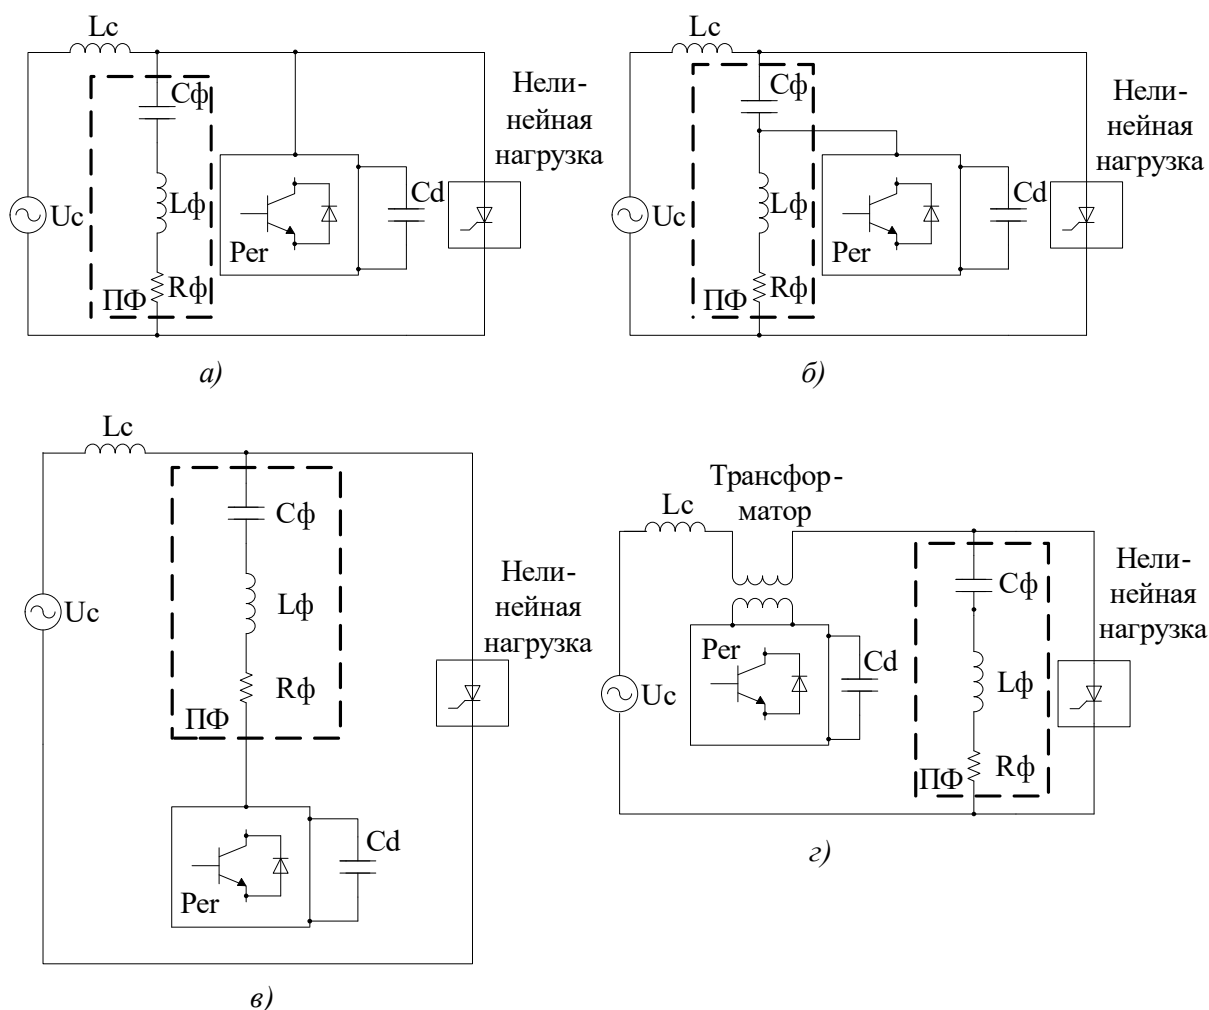 Lc
Cф
Lф
Rф
ПФ
Uc
Per
Cd
Нели-
нейная
нагрузка
а)
Lc
Cф
Lф
Rф
ПФ
Uc
Per
Cd
Нели-
нейная
нагрузка
б)
Lc
Cф
Lф
Rф
ПФ
Uc
Per
Cd
Нели-
нейная
нагрузка
в)
Трансфор-
матор
Lc
Uc
Per
Cd
Cф
Lф
Rф
ПФ
Нели-
нейная
нагрузка
г)